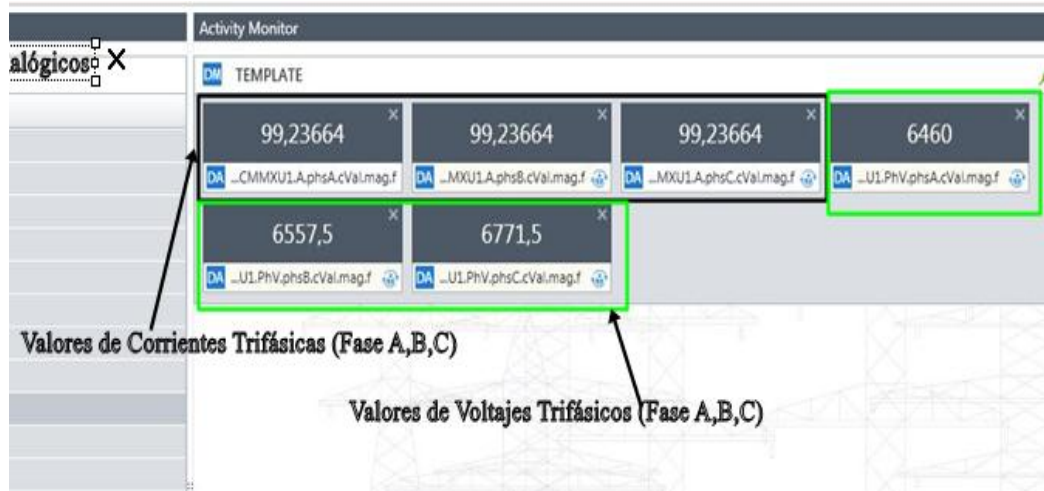 Activity Monitor
alógicos
DM TEMPLATE
99,23664 99,23664 99,23664 6460
DA ...CMMXU1.A.phsA.cVal.mag.f DA ...MXU1.A.phsB.cVal.mag.f DA ...MXU1.A.phsC.cVal.mag.f DA ...U1.PhV.phsA.cVal.mag.f
6557,5 6771,5
DA ...U1.PhV.phsB.cVal.mag.f DA ...U1.PhV.phsC.cVal.mag.f
Valores de Corrientes Trifásicas (Fase A,B,C)
Valores de Voltajes Trifásicos (Fase A,B,C)